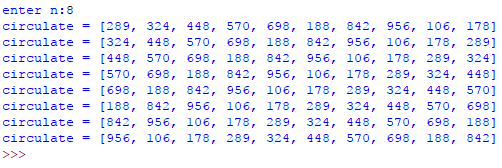 enter n:8
circulate = [289, 324, 448, 570, 698, 188, 842, 956, 106, 178]
circulate = [324, 448, 570, 698, 188, 842, 956, 106, 178, 289]
circulate = [448, 570, 698, 188, 842, 956, 106, 178, 289, 324]
circulate = [570, 698, 188, 842, 956, 106, 178, 289, 324, 448]
circulate = [698, 188, 842, 956, 106, 178, 289, 324, 448, 570]
circulate = [188, 842, 956, 106, 178, 289, 324, 448, 570, 698]
circulate = [842, 956, 106, 178, 289, 324, 448, 570, 698, 188]
circulate = [956, 106, 178, 289, 324, 448, 570, 698, 188, 842]
>>>